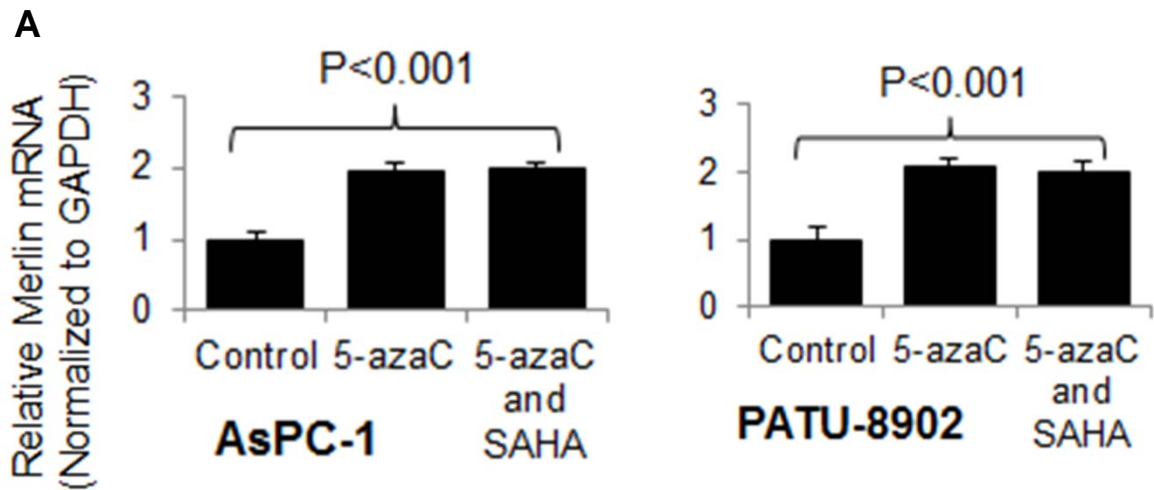 A
Relative Merlin mRNA
(Normalized to GAPDH)
P<0.001
3
2
1
0
Control
5-azaC
5-azaC
and
SAHA
AsPC-1
P<0.001
3
2
1
0
Control
5-azaC
5-azaC
and
SAHA
PATU-8902